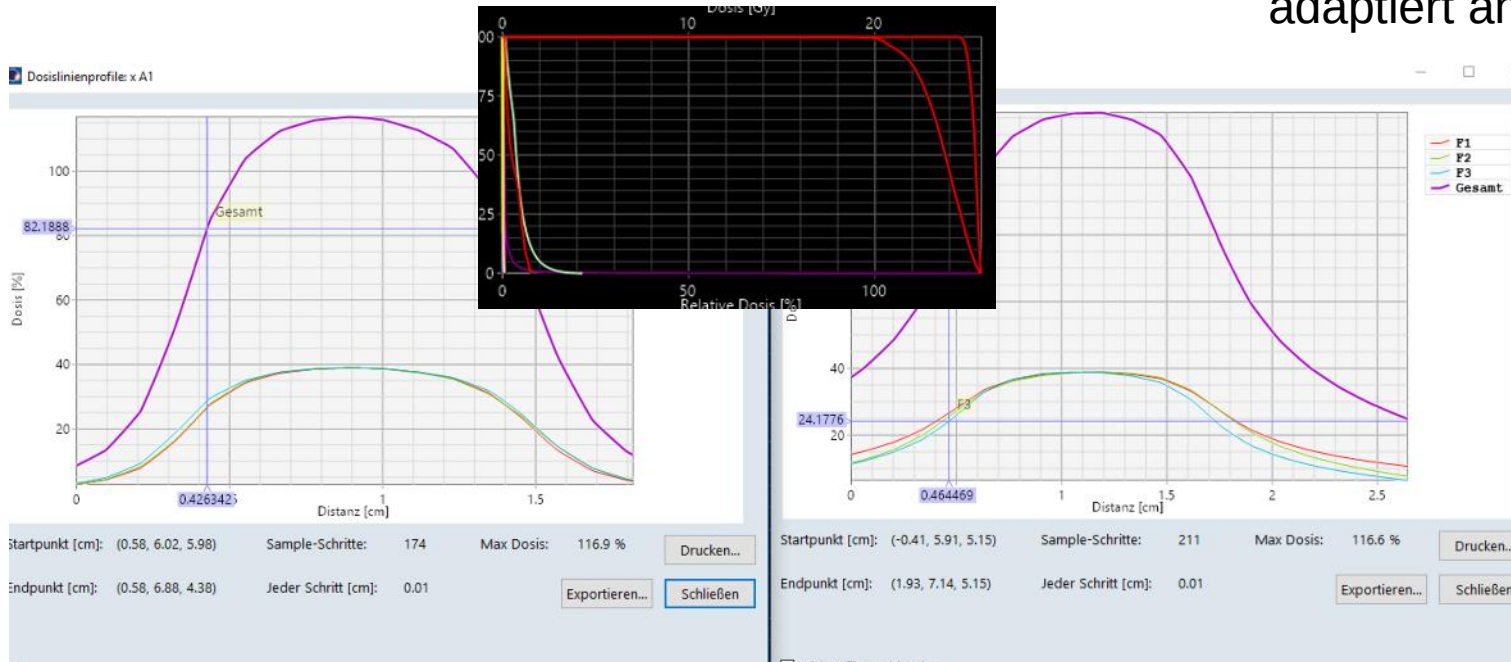 adaptiert an
Dosislinienprofile: x A1
Dosis [Gy]
0 10 20
00
75
50
25
0
0 50 100
Relative Dosis [%]
100
82.1888
80
60
40
20
Dosis [%]
Gesamt
0 0.426342 1 1.5
Distanz [cm]
Startpunkt [cm]: (0.58, 6.02, 5.98) Sample-Schritte: 174 Max Dosis: 116.9 % Drucken...
Endpunkt [cm]: (0.58, 6.88, 4.38) Jeder Schritt [cm]: 0.01 Exportieren... Schließen
F1
F2
F3
Gesamt
40
24.1776
20
F3
0 0.464469 1 1.5 2 2.5
Distanz [cm]
Startpunkt [cm]: (-0.41, 5.91, 5.15) Sample-Schritte: 211 Max Dosis: 116.6 % Drucken..
Endpunkt [cm]: (1.93, 7.14, 5.15) Jeder Schritt [cm]: 0.01 Exportieren... Schließen